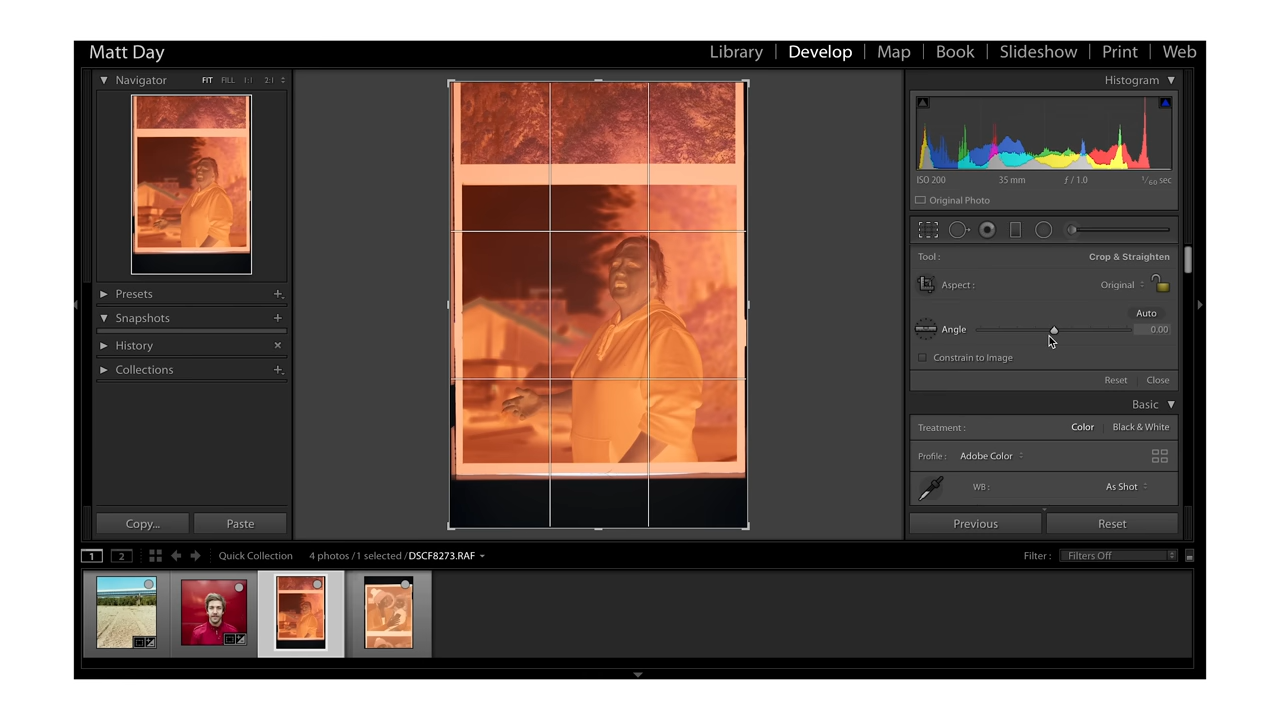 Matt Day
Library | Develop | Map | Book | Slideshow | Print | Web
Navigator FIT FILL 1:1 2:1
Histogram
ISO 200 35 mm ƒ / 1.0 1/60 sec
Original Photo
Tool : Crop & Straighten
Aspect : Original
Auto
Angle 0.00
Constrain to Image
Reset Close
Basic
Treatment : Color Black & White
Profile : Adobe Color
WB : As Shot
Presets
Snapshots
History
Collections
Copy... Paste
Previous Reset
1 2 Quick Collection 4 photos / 1 selected / DSCF8273.RAF
Filter : Filters Off